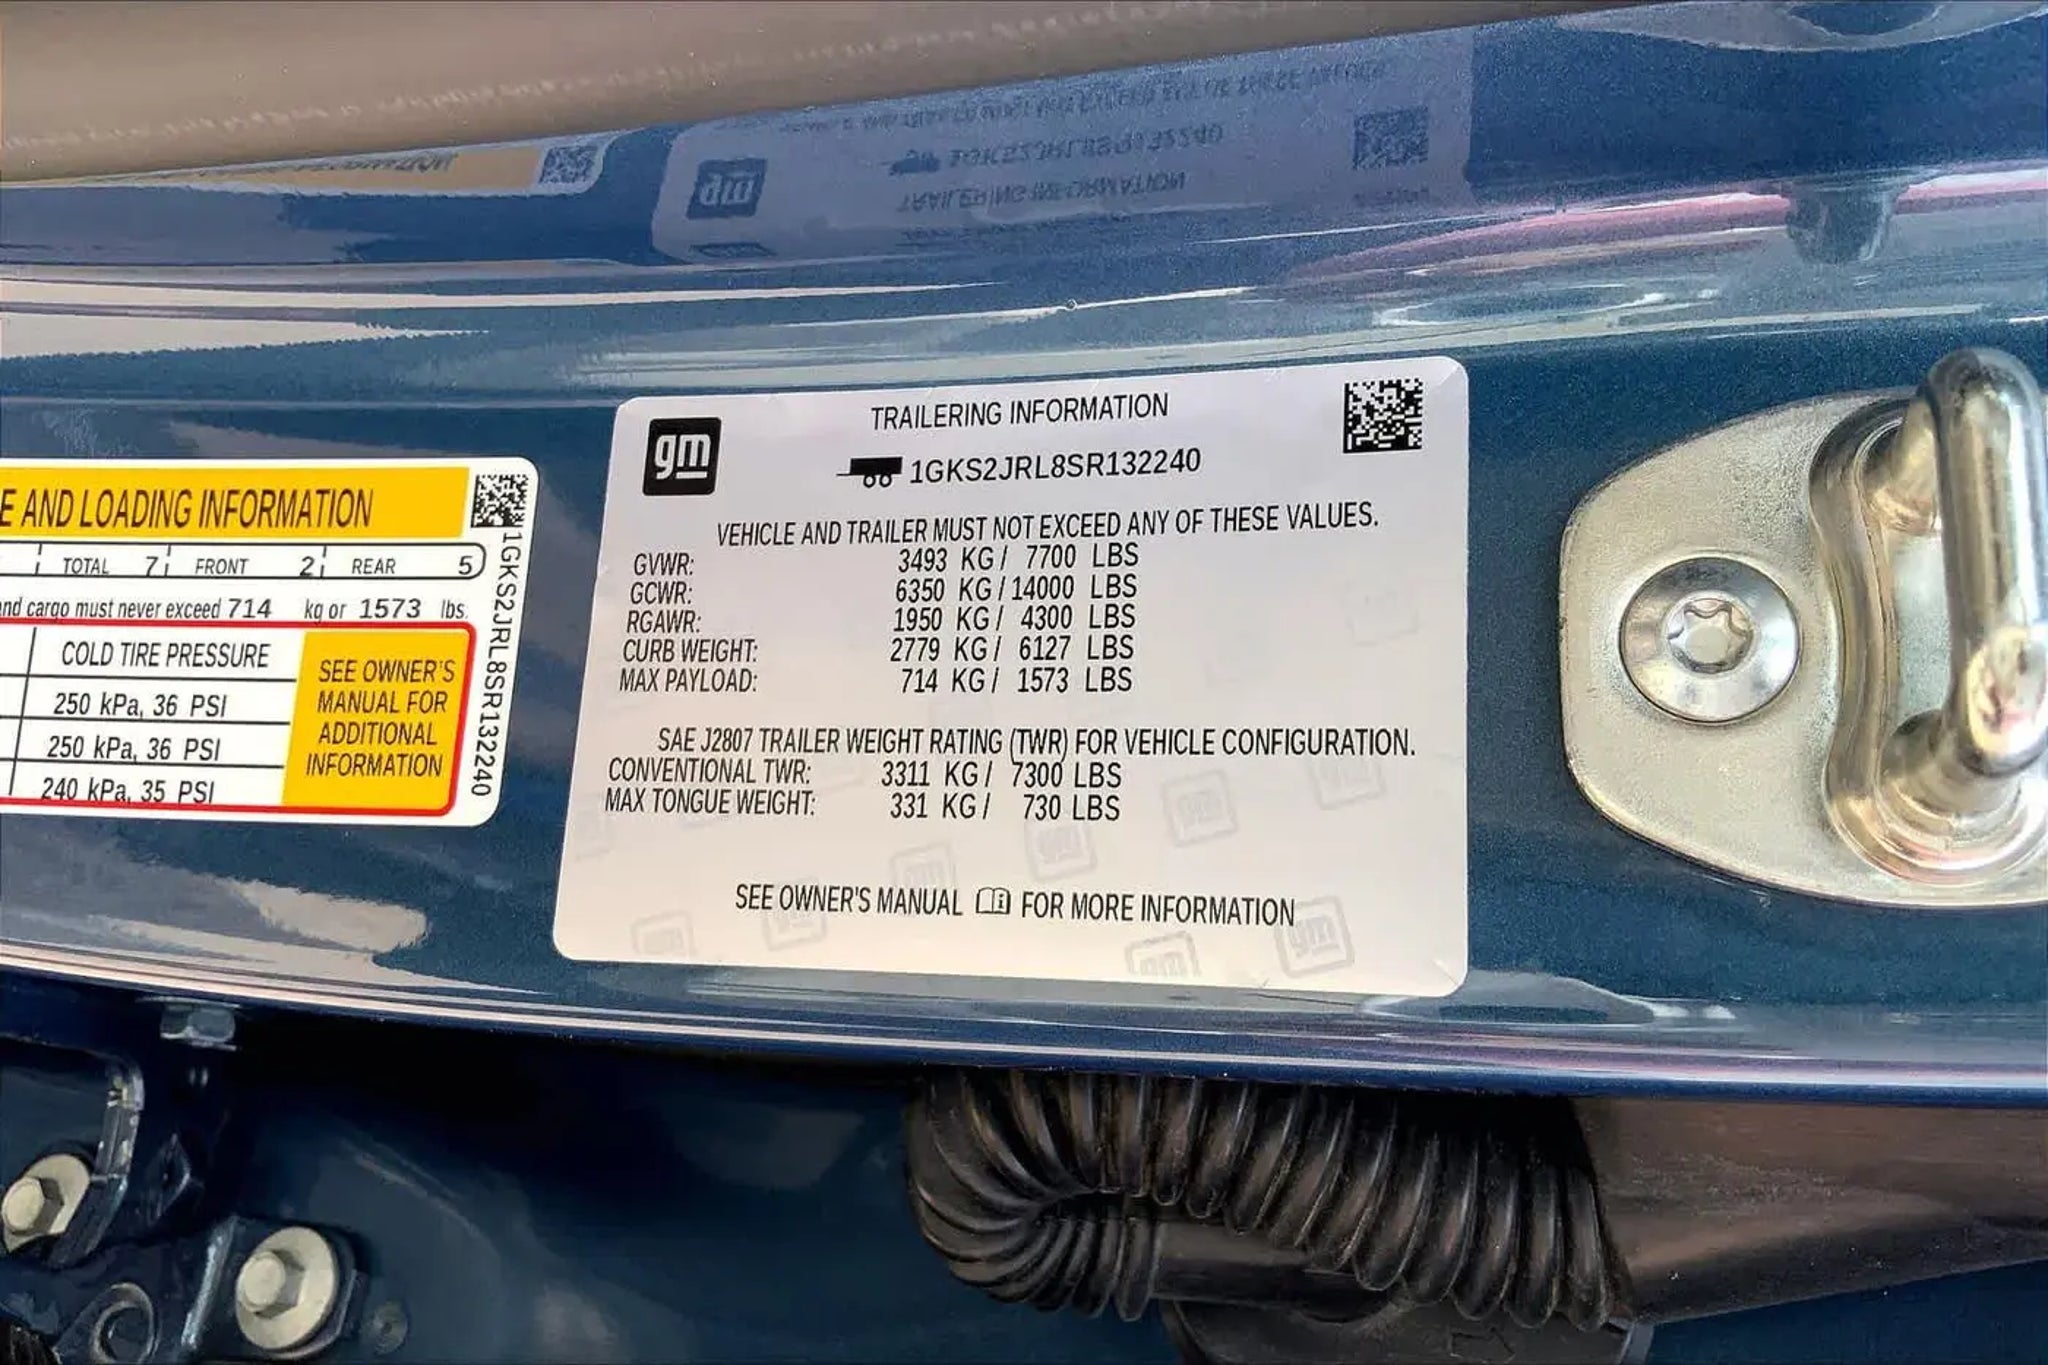 E AND LOADING INFORMATION
TOTAL 7 FRONT 2 REAR 5
and cargo must never exceed 714 kg or 1573 lbs.
COLD TIRE PRESSURE
250 kPa, 36 PSI
250 kPa, 36 PSI
240 kPa, 35 PSI
SEE OWNER'S
MANUAL FOR
ADDITIONAL
INFORMATION
1GKS2JRL8SR132240
gm
TRAILERING INFORMATION
1GKS2JRL8SR132240
VEHICLE AND TRAILER MUST NOT EXCEED ANY OF THESE VALUES.
GVWR: 3493 KG/ 7700 LBS
GCWR: 6350 KG/ 14000 LBS
RGAWR: 1950 KG/ 4300 LBS
CURB WEIGHT: 2779 KG/ 6127 LBS
MAX PAYLOAD: 714 KG/ 1573 LBS
SAE J2807 TRAILER WEIGHT RATING (TWR) FOR VEHICLE CONFIGURATION.
CONVENTIONAL TWR: 3311 KG/ 7300 LBS
MAX TONGUE WEIGHT: 331 KG/ 730 LBS
SEE OWNER'S MANUAL FOR MORE INFORMATION